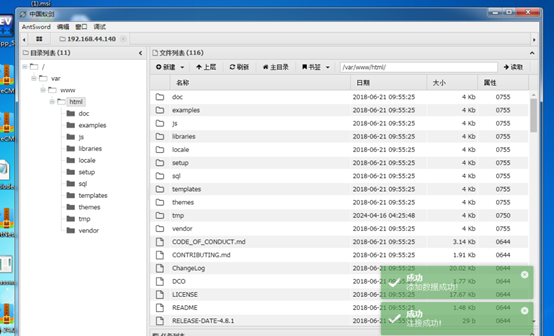 (1).msi
中国蚁剑
AntSword 编辑 窗口 调试
192.168.44.140
目录列表 (11)
文件列表 (116)
新建 上层 刷新 主目录 书签 /var/www/html/ 读取
/
var
www
html
doc
examples
js
libraries
locale
setup
sql
templates
themes
tmp
vendor
名称 日期 大小 属性
doc 2018-06-21 09:55:25 4 Kb 0755
examples 2018-06-21 09:55:25 4 Kb 0755
js 2018-06-21 09:55:25 4 Kb 0755
libraries 2018-06-21 09:55:25 4 Kb 0755
locale 2018-06-21 09:55:25 4 Kb 0755
setup 2018-06-21 09:55:25 4 Kb 0755
sql 2018-06-21 09:55:25 4 Kb 0755
templates 2018-06-21 09:55:25 4 Kb 0755
themes 2018-06-21 09:55:25 4 Kb 0755
tmp 2024-04-16 04:25:48 4 Kb 0750
vendor 2018-06-21 09:55:25 4 Kb 0755
CODE_OF_CONDUCT.md 2018-06-21 09:55:25 3.14 Kb 0644
CONTRIBUTING.md 2018-06-21 09:55:25 1.91 Kb 0644
ChangeLog 2018-06-21 09:55:25 20.02 Kb 0644
DCO 2018-06-21 09:55:25 1.77 Kb 0644
LICENSE 2018-06-21 09:55:25 17.67 Kb 0644
README 2018-06-21 09:55:25 1.48 Kb 0644
RELEASE-DATE-4.8.1 2018-06-21 09:55:25 29 b 0644
成功
添加数据成功!
成功
连接成功!